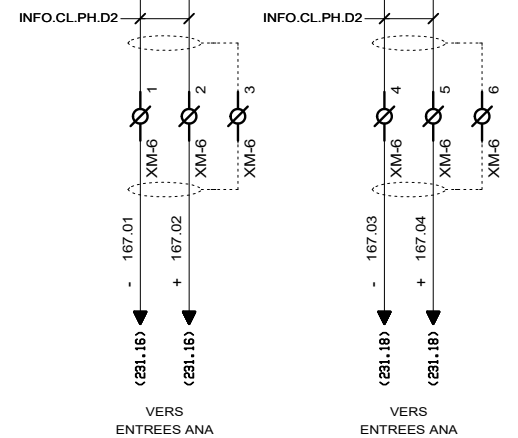 INFO.CL.PH.D2
INFO.CL.PH.D2
1
2
3
4
5
6
XM-6
XM-6
XM-6
XM-6
XM-6
XM-6
- 167.01
+ 167.02
- 167.03
+ 167.04
(231.16)
(231.16)
(231.18)
(231.18)
VERS
ENTREES ANA
VERS
ENTREES ANA